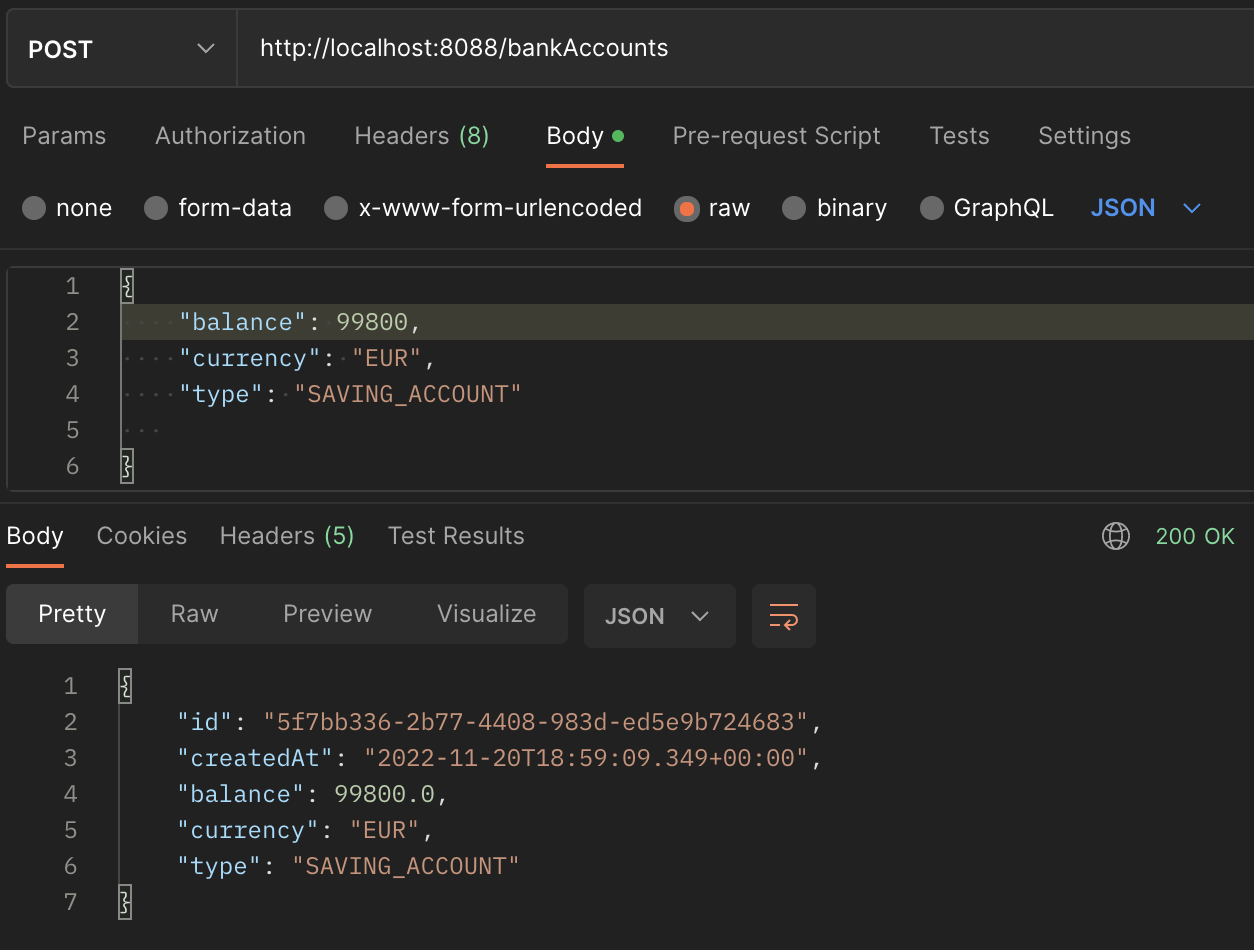 POST http://localhost:8088/bankAccounts
Params Authorization Headers (8) Body Pre-request Script Tests Settings
none form-data x-www-form-urlencoded raw binary GraphQL JSON
1 {
2 "balance": 99800,
3 "currency": "EUR",
4 "type": "SAVING_ACCOUNT"
5
6 }
Body Cookies Headers (5) Test Results 200 OK
Pretty Raw Preview Visualize JSON
1 {
2 "id": "5f7bb336-2b77-4408-983d-ed5e9b724683",
3 "createdAt": "2022-11-20T18:59:09.349+00:00",
4 "balance": 99800.0,
5 "currency": "EUR",
6 "type": "SAVING_ACCOUNT"
7 }